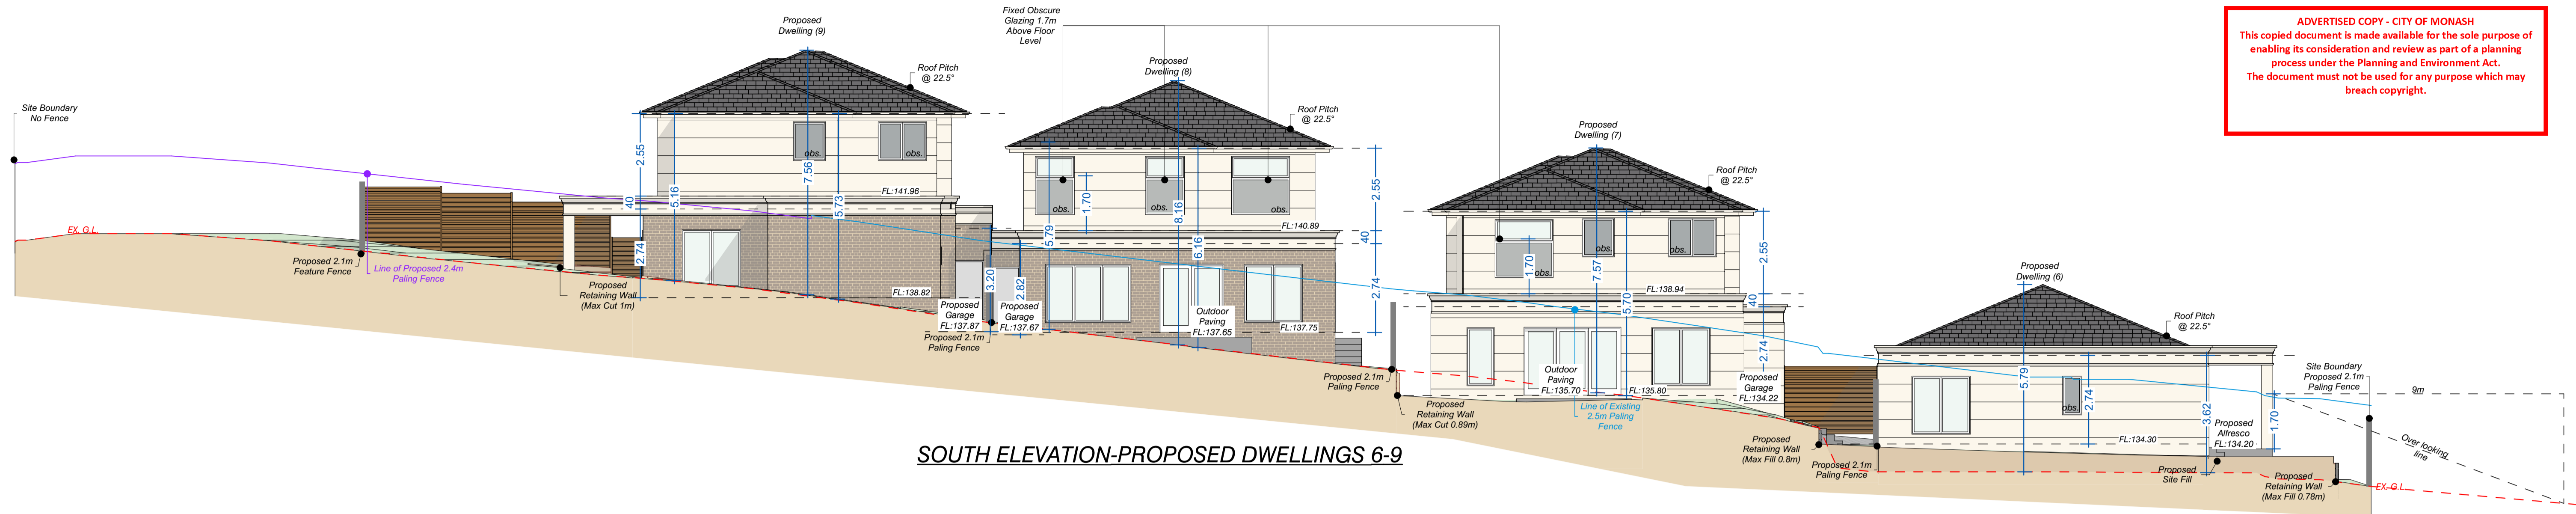 ADVERTISED COPY - CITY OF MONASH
This copied document is made available for the sole purpose of
enabling its consideration and review as part of a planning
process under the Planning and Environment Act.
The document must not be used for any purpose which may
breach copyright.
Site Boundary
No Fence
EX. G.L.
Proposed 2.1m
Feature Fence
Line of Proposed 2.4m
Paling Fence
Proposed
Retaining Wall
(Max Cut 1m)
Proposed
Dwelling (9)
Roof Pitch
@ 22.5°
2.55
40
2.74
5.16
7.56
5.73
obs.
obs.
FL:141.96
FL:138.82
Proposed
Garage
FL:137.87
3.20
2.82
Proposed
Garage
FL:137.67
Proposed 2.1m
Paling Fence
Fixed Obscure
Glazing 1.7m
Above Floor
Level
Proposed
Dwelling (8)
Roof Pitch
@ 22.5°
obs.
obs.
obs.
1.70
5.79
8.16
6.16
FL:140.89
2.55
40
2.74
Outdoor
Paving
FL:137.65
FL:137.75
Proposed 2.1m
Paling Fence
Proposed
Retaining Wall
(Max Cut 0.89m)
Proposed
Dwelling (7)
Roof Pitch
@ 22.5°
obs.
obs.
obs.
1.70
7.57
5.70
FL:138.94
2.55
40
2.74
Outdoor
Paving
FL:135.70
FL:135.80
Line of Existing
2.5m Paling
Fence
Proposed
Garage
FL:134.22
Proposed
Retaining Wall
(Max Fill 0.8m)
Proposed 2.1m
Paling Fence
Proposed
Dwelling (6)
Roof Pitch
@ 22.5°
5.79
obs.
2.74
3.62
1.70
FL:134.30
Proposed
Alfresco
FL:134.20
Proposed
Site Fill
Proposed
Retaining Wall
(Max Fill 0.78m)
Site Boundary
Proposed 2.1m
Paling Fence
9m
Over looking
line
EX. G.L.
SOUTH ELEVATION-PROPOSED DWELLINGS 6-9